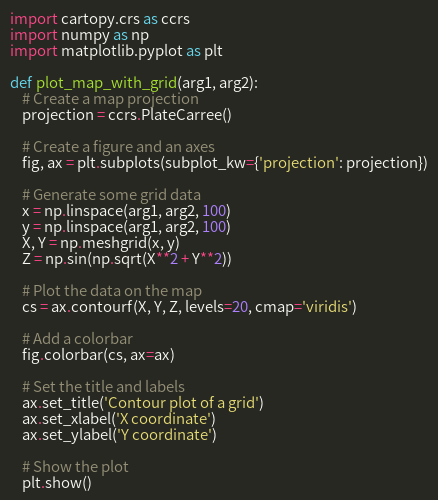 import cartopy.crs as ccrs
import numpy as np
import matplotlib.pyplot as plt
def plot_map_with_grid(arg1, arg2):
# Create a map projection
projection = ccrs.PlateCarree()
# Create a figure and an axes
fig, ax = plt.subplots(subplot_kw={'projection': projection})
# Generate some grid data
x = np.linspace(arg1, arg2, 100)
y = np.linspace(arg1, arg2, 100)
X, Y = np.meshgrid(x, y)
Z = np.sin(np.sqrt(X**2 + Y**2))
# Plot the data on the map
cs = ax.contourf(X, Y, Z, levels=20, cmap='viridis')
# Add a colorbar
fig.colorbar(cs, ax=ax)
# Set the title and labels
ax.set_title('Contour plot of a grid')
ax.set_xlabel('X coordinate')
ax.set_ylabel('Y coordinate')
# Show the plot
plt.show()